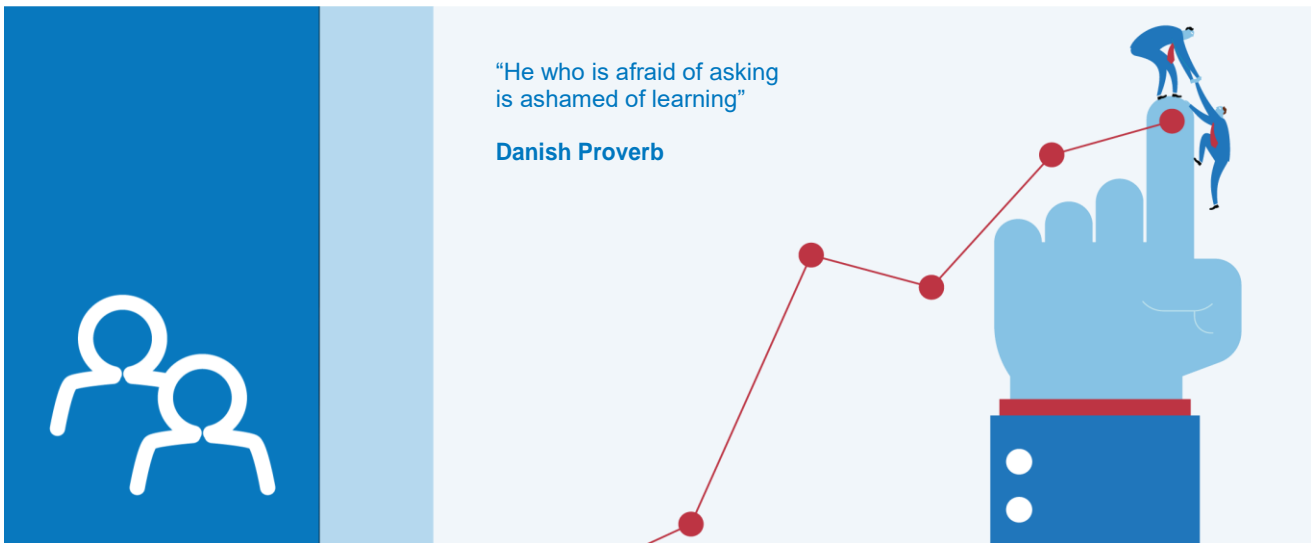 “He who is afraid of asking
is ashamed of learning”
Danish Proverb